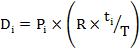 Dᵢ = Pᵢ × (R × tᵢ/T)